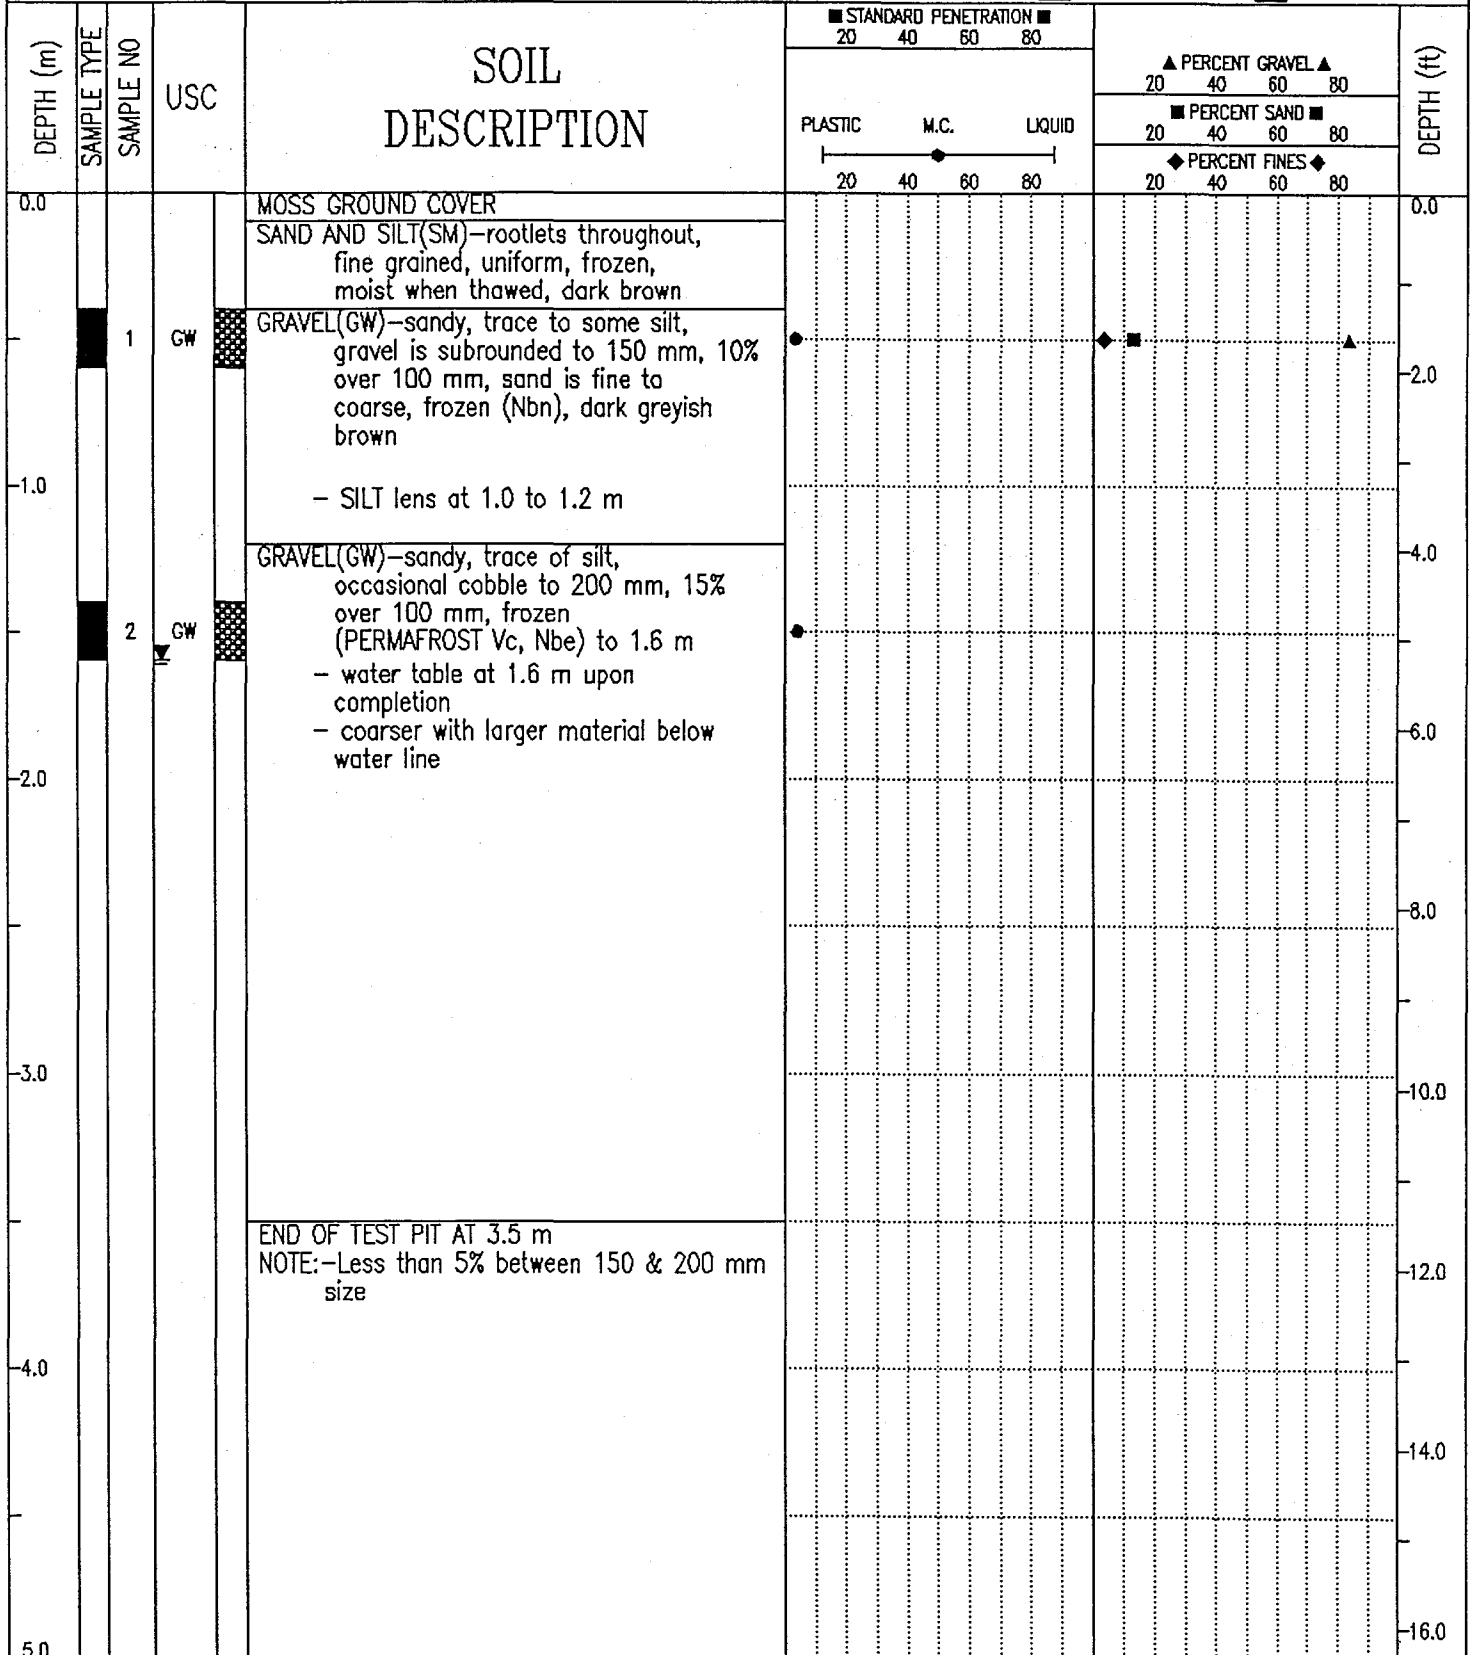 DEPTH (m)
SAMPLE TYPE
SAMPLE NO
USC
SOIL
DESCRIPTION
■ STANDARD PENETRATION ■
20 40 60 80
PLASTIC M.C. LIQUID
20 40 60 80
▲ PERCENT GRAVEL ▲
20 40 60 80
■ PERCENT SAND ■
20 40 60 80
◆ PERCENT FINES ◆
20 40 60 80
DEPTH (ft)
0.0
MOSS GROUND COVER
0.0
SAND AND SILT(SM)-rootlets throughout,
fine grained, uniform, frozen,
moist when thawed, dark brown
1 GW
GRAVEL(GW)-sandy, trace to some silt,
gravel is subrounded to 150 mm, 10%
over 100 mm, sand is fine to
coarse, frozen (Nbn), dark greyish
brown
-2.0
-1.0
- SILT lens at 1.0 to 1.2 m
GRAVEL(GW)-sandy, trace of silt,
occasional cobble to 200 mm, 15%
over 100 mm, frozen
(PERMAFROST Vc, Nbe) to 1.6 m
-4.0
2 GW
- water table at 1.6 m upon
completion
- coarser with larger material below
water line
-6.0
-2.0
-8.0
-3.0
-10.0
END OF TEST PIT AT 3.5 m
NOTE:-Less than 5% between 150 & 200 mm
size
-12.0
-4.0
-14.0
5.0
-16.0